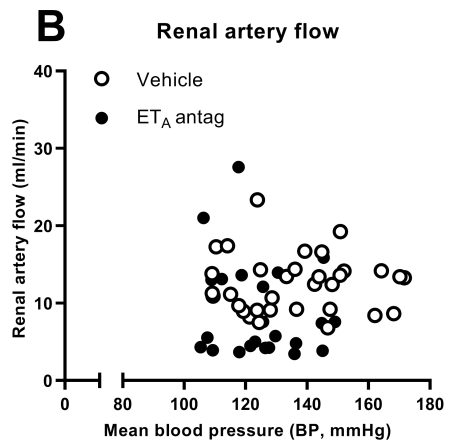 B
Renal artery flow
Vehicle
ETA antag
Renal artery flow (ml/min)
40
30
20
10
0
0 80 100 120 140 160 180
Mean blood pressure (BP, mmHg)